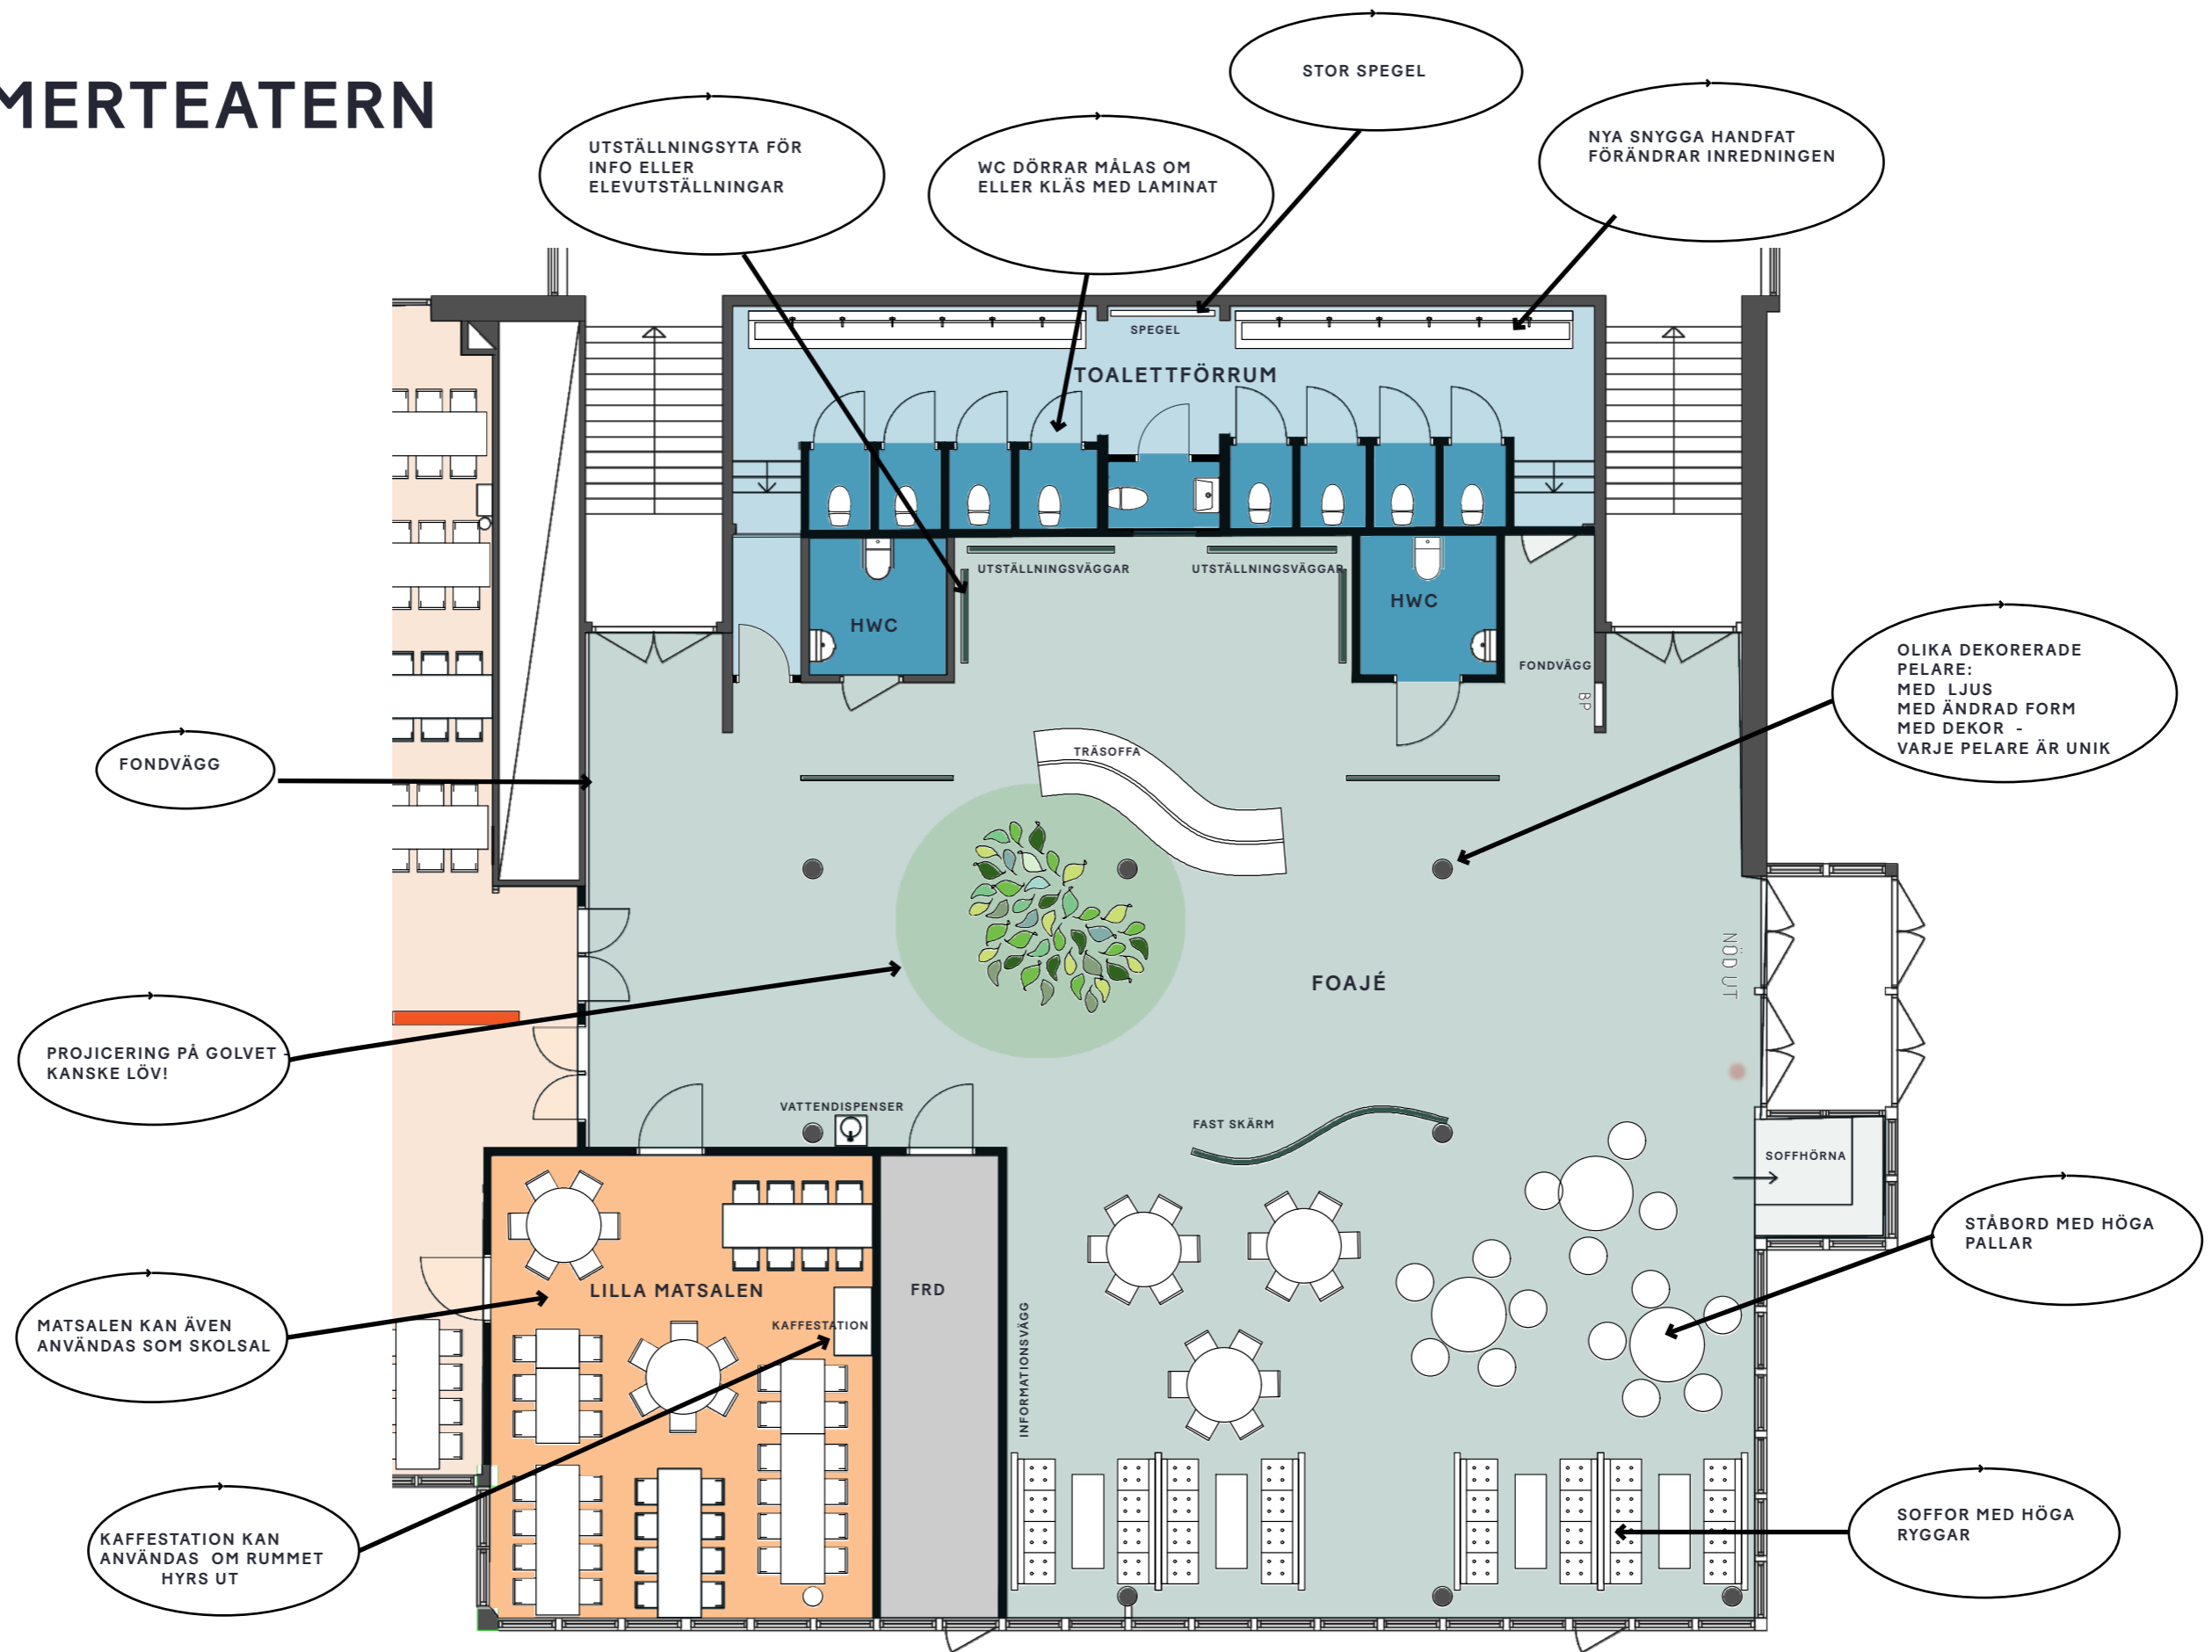 MERTEATERN
STOR SPEGEL
UTSTÄLLNINGSYTA FÖR
INFO ELLER
ELEVUTSTÄLLNINGAR
WC DÖRRAR MÅLAS OM
ELLER KLÄS MED LAMINAT
NYA SNYGGA HANDFAT
FÖRÄNDRAR INREDNINGEN
SPEGEL
TOALETTFÖRRUM
UTSTÄLLNINGSVÄGGAR
UTSTÄLLNINGSVÄGGAR
HWC
HWC
FONDVÄGG
BP
OLIKA DEKORERADE
PELARE:
MED LJUS
MED ÄNDRAD FORM
MED DEKOR -
VARJE PELARE ÄR UNIK
FONDVÄGG
TRÄSOFFA
NÖD UT
FOAJÉ
PROJICERING PÅ GOLVET -
KANSKE LÖV!
VATTENDISPENSER
FAST SKÄRM
SOFFHÖRNA
STÅBORD MED HÖGA
PALLAR
LILLA MATSALEN
FRD
MATSALEN KAN ÄVEN
ANVÄNDAS SOM SKOLSAL
KAFFESTATION
INFORMATIONSVÄGG
KAFFESTATION KAN
ANVÄNDAS OM RUMMET
HYRS UT
SOFFOR MED HÖGA
RYGGAR